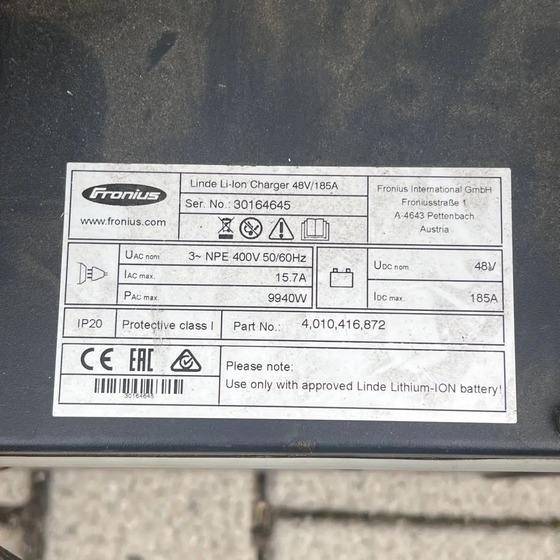 Fronius
www.fronius.com
Linde Li-Ion Charger 48V/185A
Ser. No.: 30164645
Fronius International GmbH
Froniusstraße 1
A-4643 Pettenbach
Austria
UAC nom 3~ NPE 400V 50/60Hz
IAC max. 15.7A
PAC max. 9940W
UDC nom 48V
IDC max. 185A
IP20 Protective class I Part No.: 4,010,416,872
CE EAC
30164645
Please note:
Use only with approved Linde Lithium-ION battery!